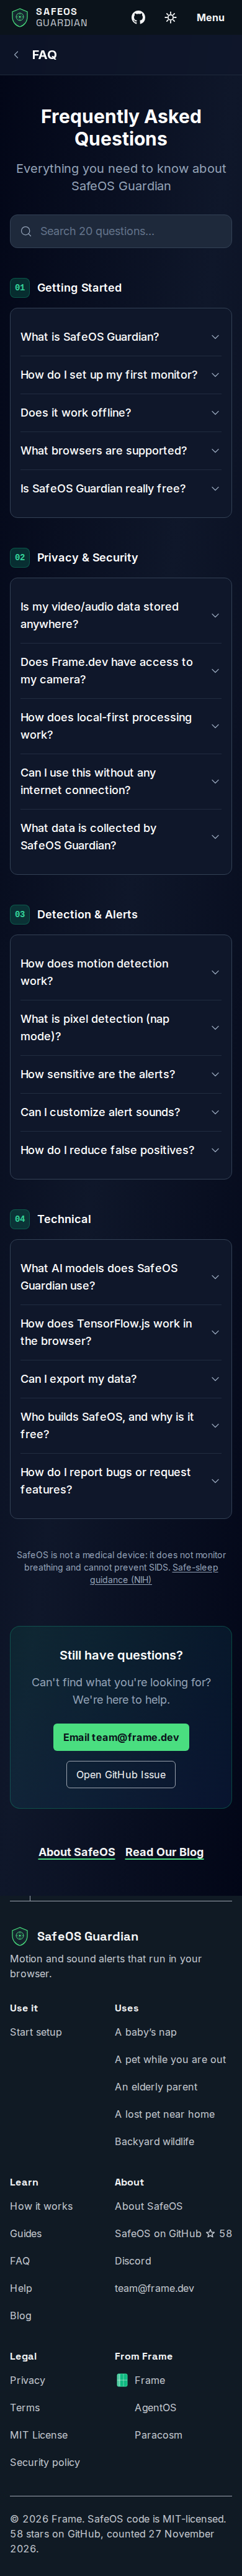 SAFEOS
GUARDIAN
Menu
FAQ
Frequently Asked
Questions
Everything you need to know about
SafeOS Guardian
Search 20 questions...
01 Getting Started
What is SafeOS Guardian?
How do I set up my first monitor?
Does it work offline?
What browsers are supported?
Is SafeOS Guardian really free?
02 Privacy & Security
Is my video/audio data stored
anywhere?
Does Frame.dev have access to
my camera?
How does local-first processing
work?
Can I use this without any
internet connection?
What data is collected by
SafeOS Guardian?
03 Detection & Alerts
How does motion detection
work?
What is pixel detection (nap
mode)?
How sensitive are the alerts?
Can I customize alert sounds?
How do I reduce false positives?
04 Technical
What AI models does SafeOS
Guardian use?
How does TensorFlow.js work in
the browser?
Can I export my data?
Who builds SafeOS, and why is it
free?
How do I report bugs or request
features?
SafeOS is not a medical device: it does not monitor
breathing and cannot prevent SIDS. Safe-sleep
guidance (NIH)
Still have questions?
Can't find what you're looking for?
We're here to help.
Email team@frame.dev
Open GitHub Issue
About SafeOS Read Our Blog
SafeOS Guardian
Motion and sound alerts that run in your
browser.
Use it
Start setup
Uses
A baby's nap
A pet while you are out
An elderly parent
A lost pet near home
Backyard wildlife
Learn
How it works
Guides
FAQ
Help
Blog
About
About SafeOS
SafeOS on GitHub ☆ 58
Discord
team@frame.dev
Legal
Privacy
Terms
MIT License
Security policy
From Frame
Frame
AgentOS
Paracosm
© 2026 Frame. SafeOS code is MIT-licensed.
58 stars on GitHub, counted 27 November
2026.